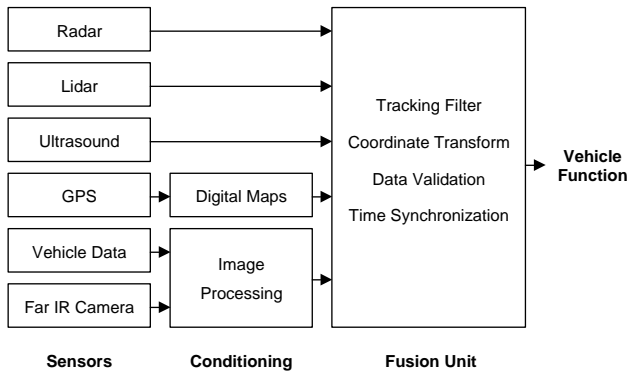 Radar
Lidar
Ultrasound
GPS
Vehicle Data
Far IR Camera
Digital Maps
Image
Processing
Tracking Filter
Coordinate Transform
Data Validation
Time Synchronization
Vehicle
Function
Sensors
Conditioning
Fusion Unit